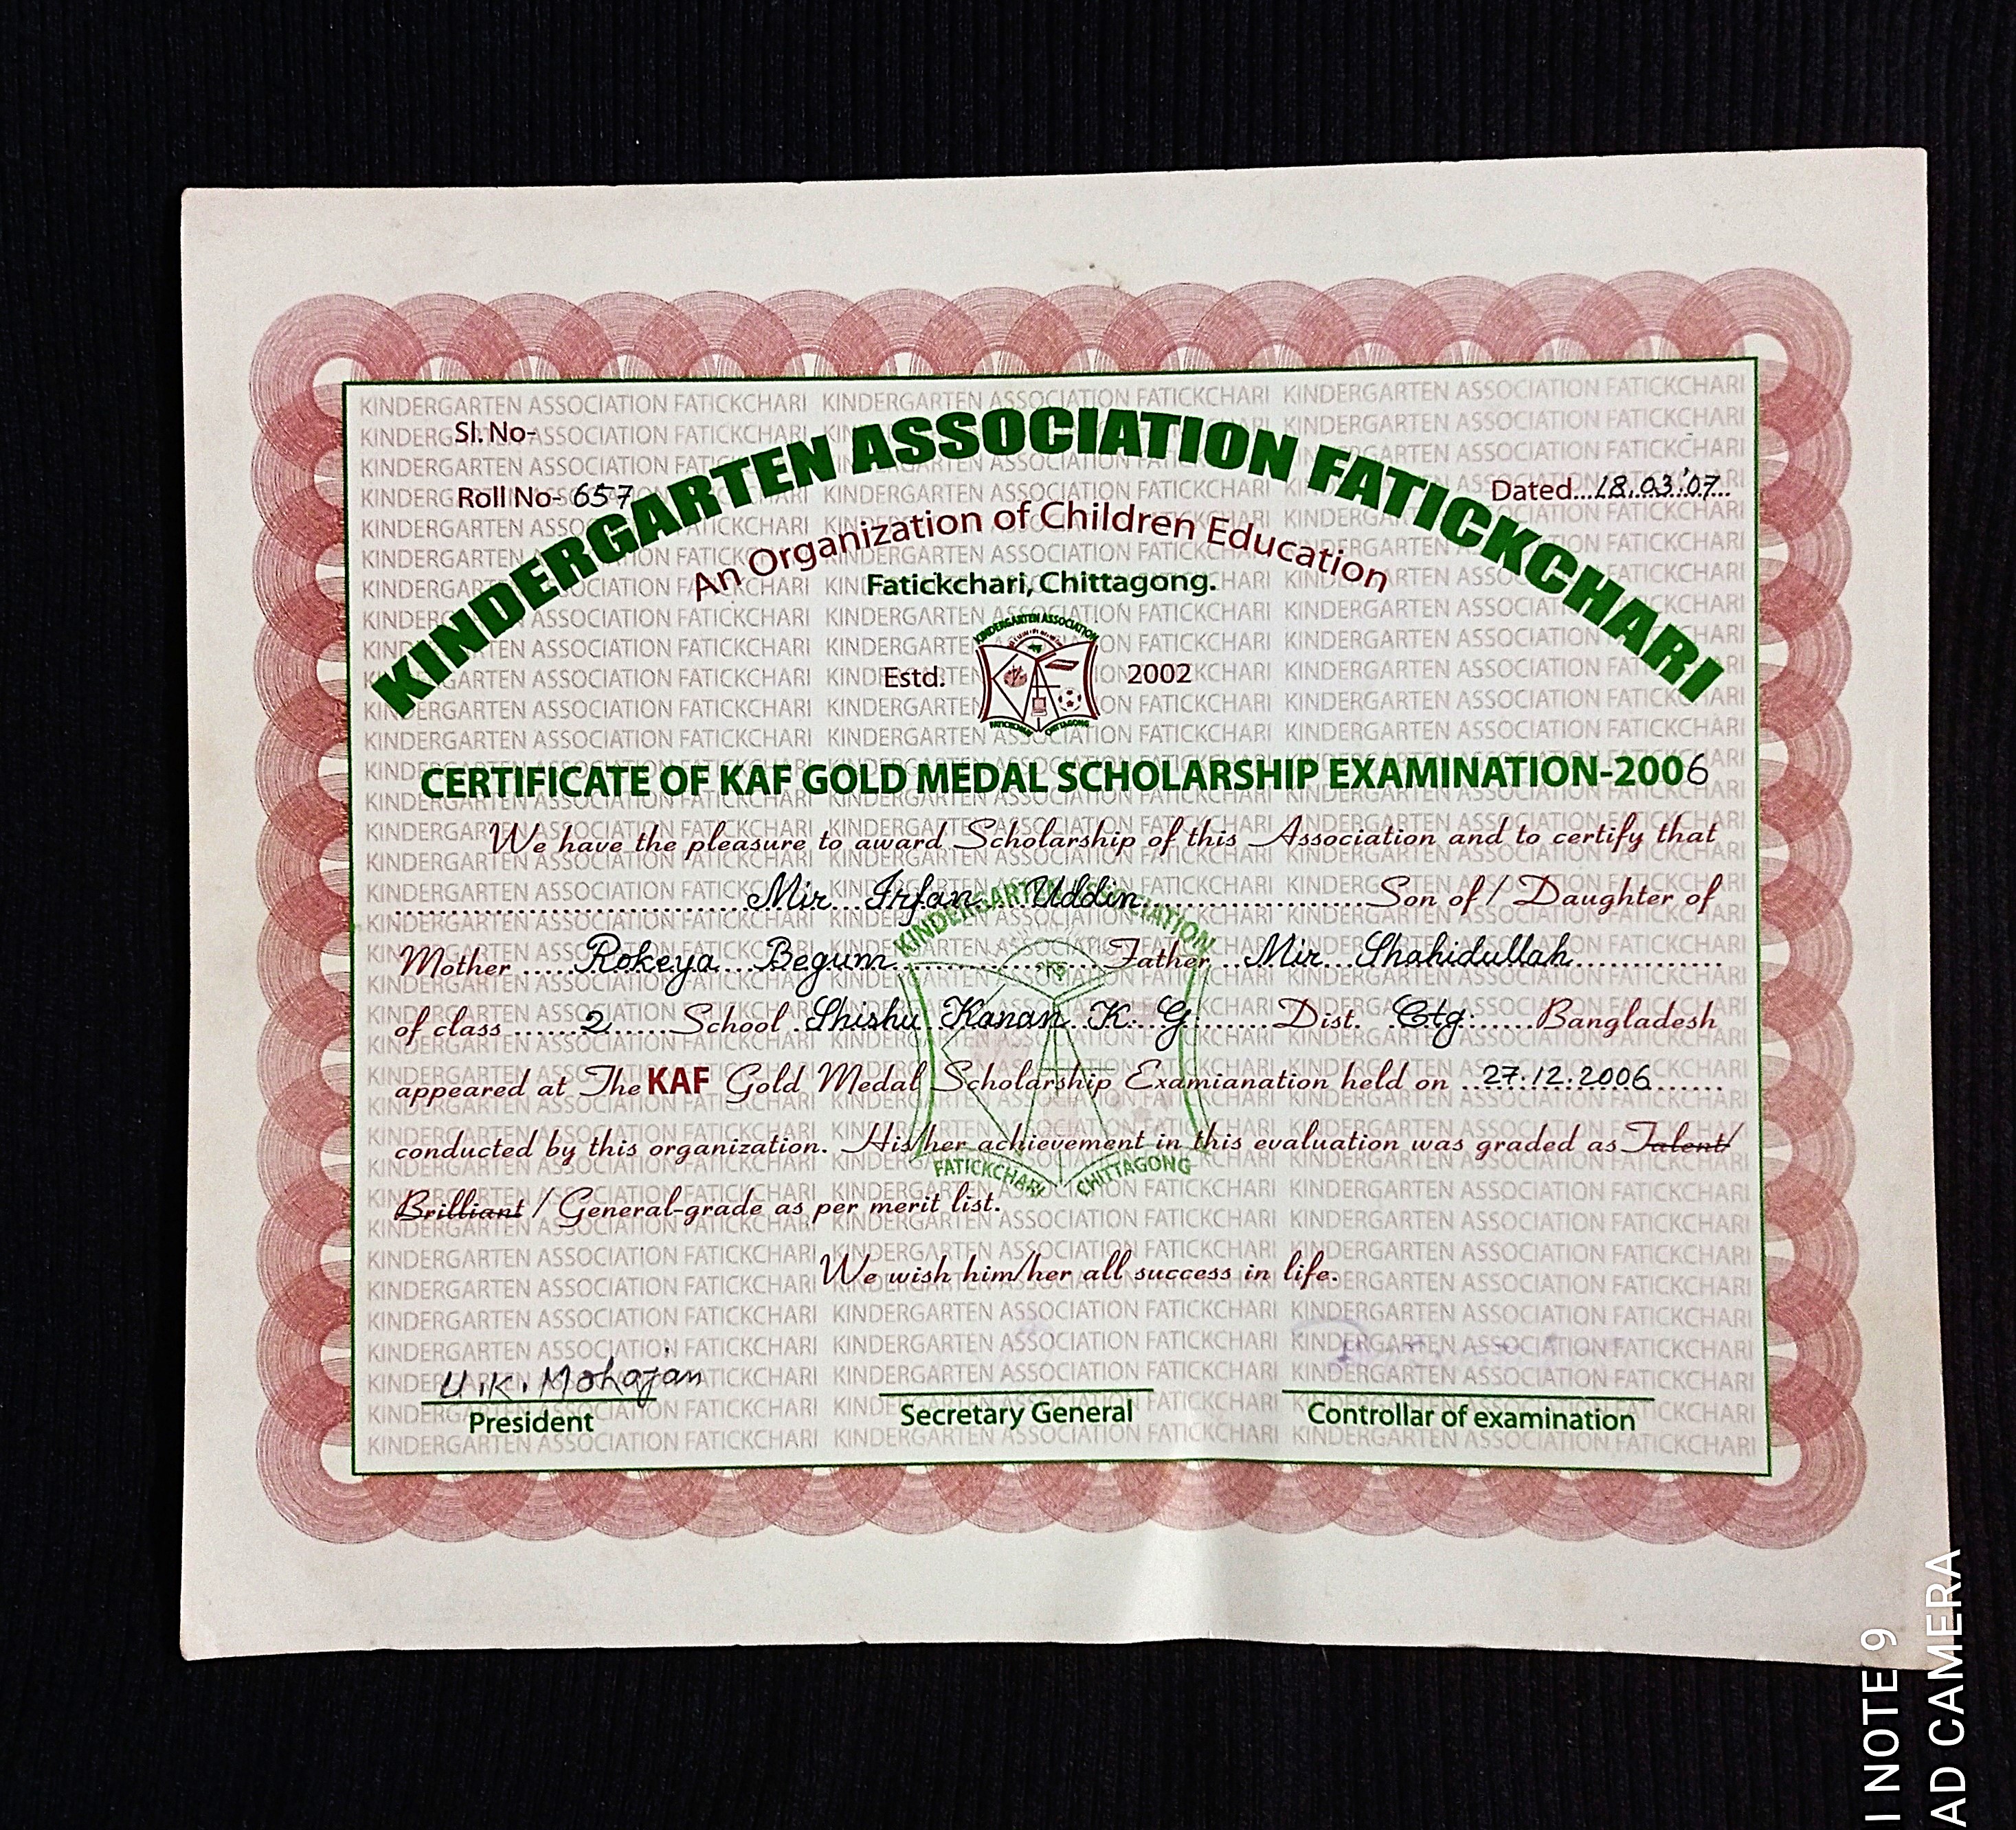 KINDERGARTEN ASSOCIATION FATICKCHARI
Sl. No-
Roll No- 657
Dated...18.03.'07...
An Organization of Children Education
Fatickchari, Chittagong.
KINDERGARTEN ASSOCIATION
Estd. 2002
FATICKCHARI CHITTAGONG
CERTIFICATE OF KAF GOLD MEDAL SCHOLARSHIP EXAMINATION-2006
We have the pleasure to award Scholarship of this Association and to certify that
Mir Irfan Uddin Son of / Daughter of
Mother Rokeya Begum Father Mir Shahidullah
of class 2 School Shishu Kanan K. G. Dist. Ctg: Bangladesh
appeared at The KAF Gold Medal Scholarship Examianation held on 27.12.2006
conducted by this organization. His/her achievement in this evaluation was graded as Talent/
Brilliant / General-grade as per merit list.
We wish him/her all success in life.
KINDERGARTEN ASSOCIATION
FATICKCHARI CHITTAGONG
U.K. Mohajan
President
Secretary General
Controllar of examination
I NOTE 9
AD CAMERA